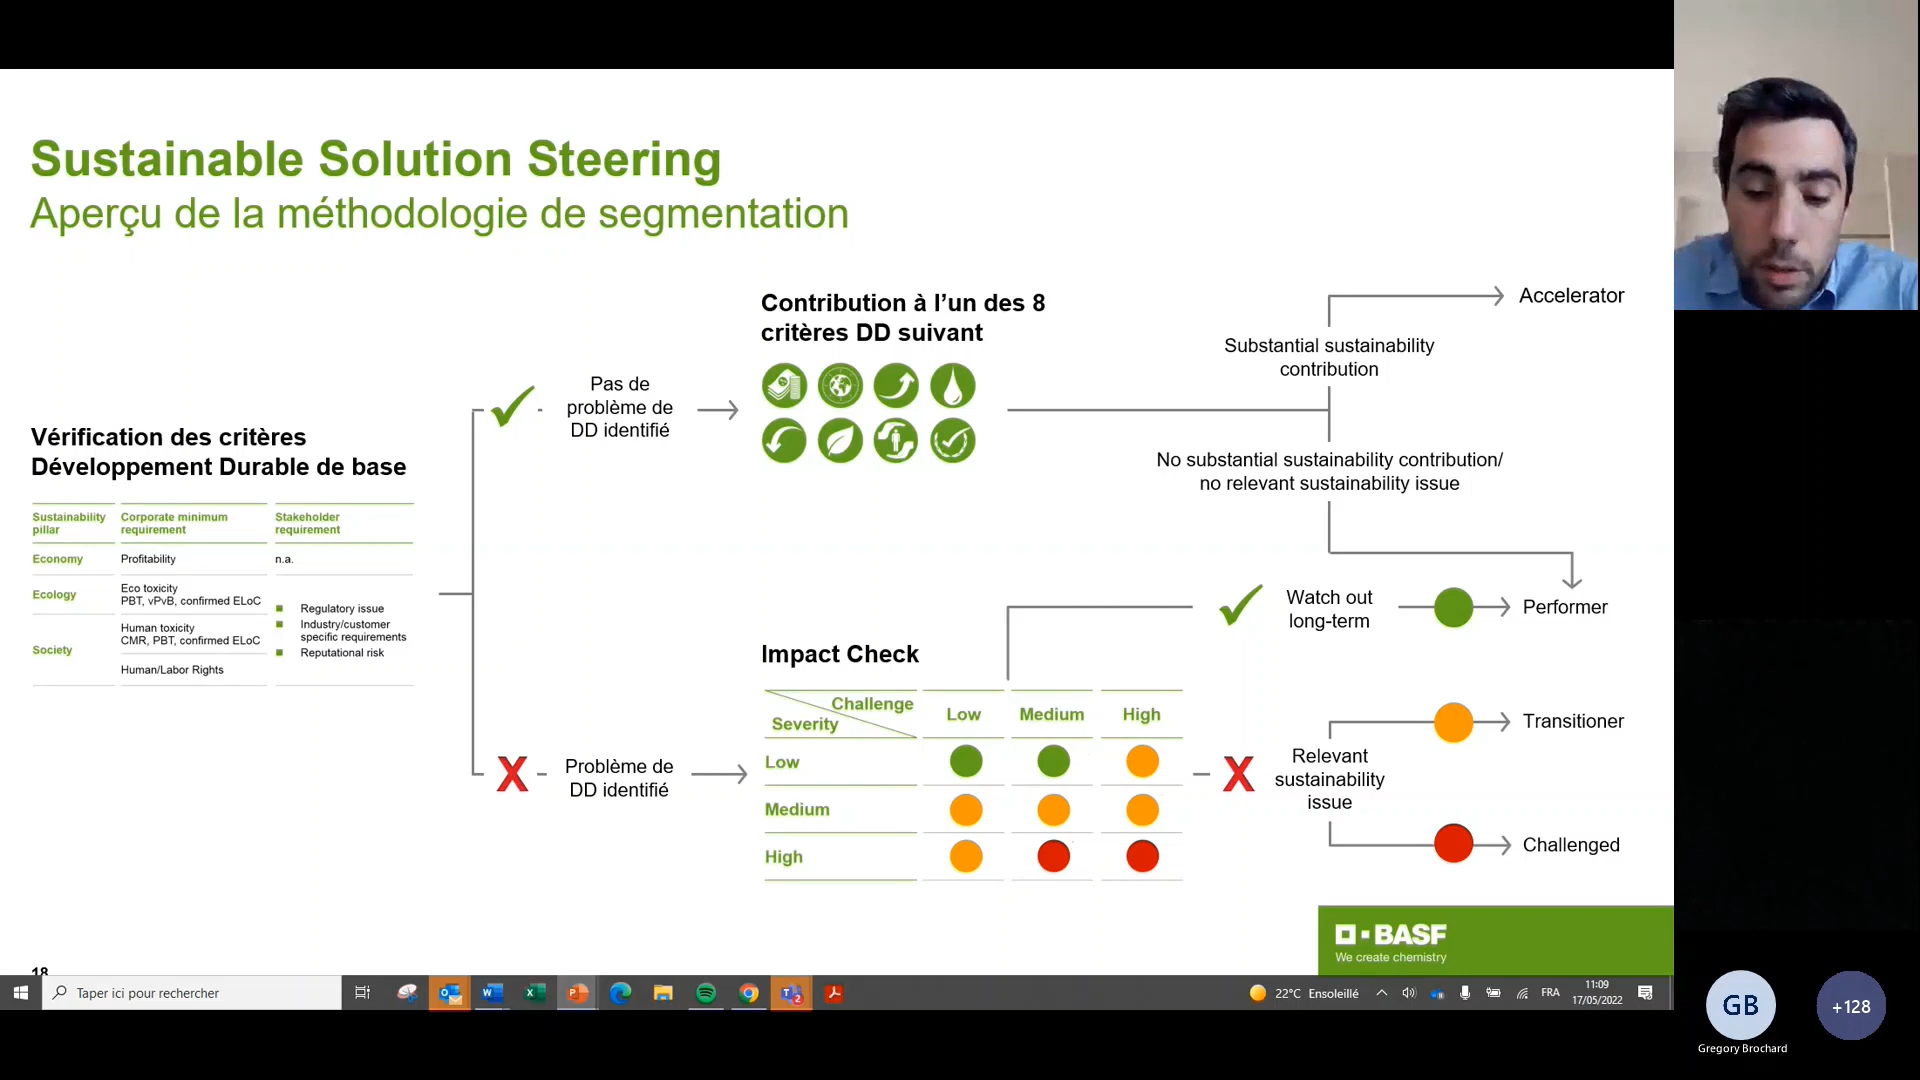 Sustainable Solution Steering
Aperçu de la méthodologie de segmentation
Vérification des critères
Développement Durable de base
Sustainability
pillar
Corporate minimum
requirement
Stakeholder
requirement
Economy
Profitability
n.a.
Ecology
Eco toxicity
PBT, vPvB, confirmed ELoC
Society
Human toxicity
CMR, PBT, confirmed ELoC
Human/Labor Rights
Regulatory issue
Industry/customer
specific requirements
Reputational risk
Pas de
problème de
DD identifié
Contribution à l’un des 8
critères DD suivant
Substantial sustainability
contribution
Accelerator
No substantial sustainability contribution/
no relevant sustainability issue
Watch out
long-term
Performer
X
Problème de
DD identifié
Impact Check
Challenge
Severity
Low
Medium
High
Low
Medium
High
X
Relevant
sustainability
issue
Transitioner
Challenged
BASF
We create chemistry
18
Taper ici pour rechercher
22°C Ensoleillé
FRA
11:09
17/05/2022
GB
Gregory Brochard
+128